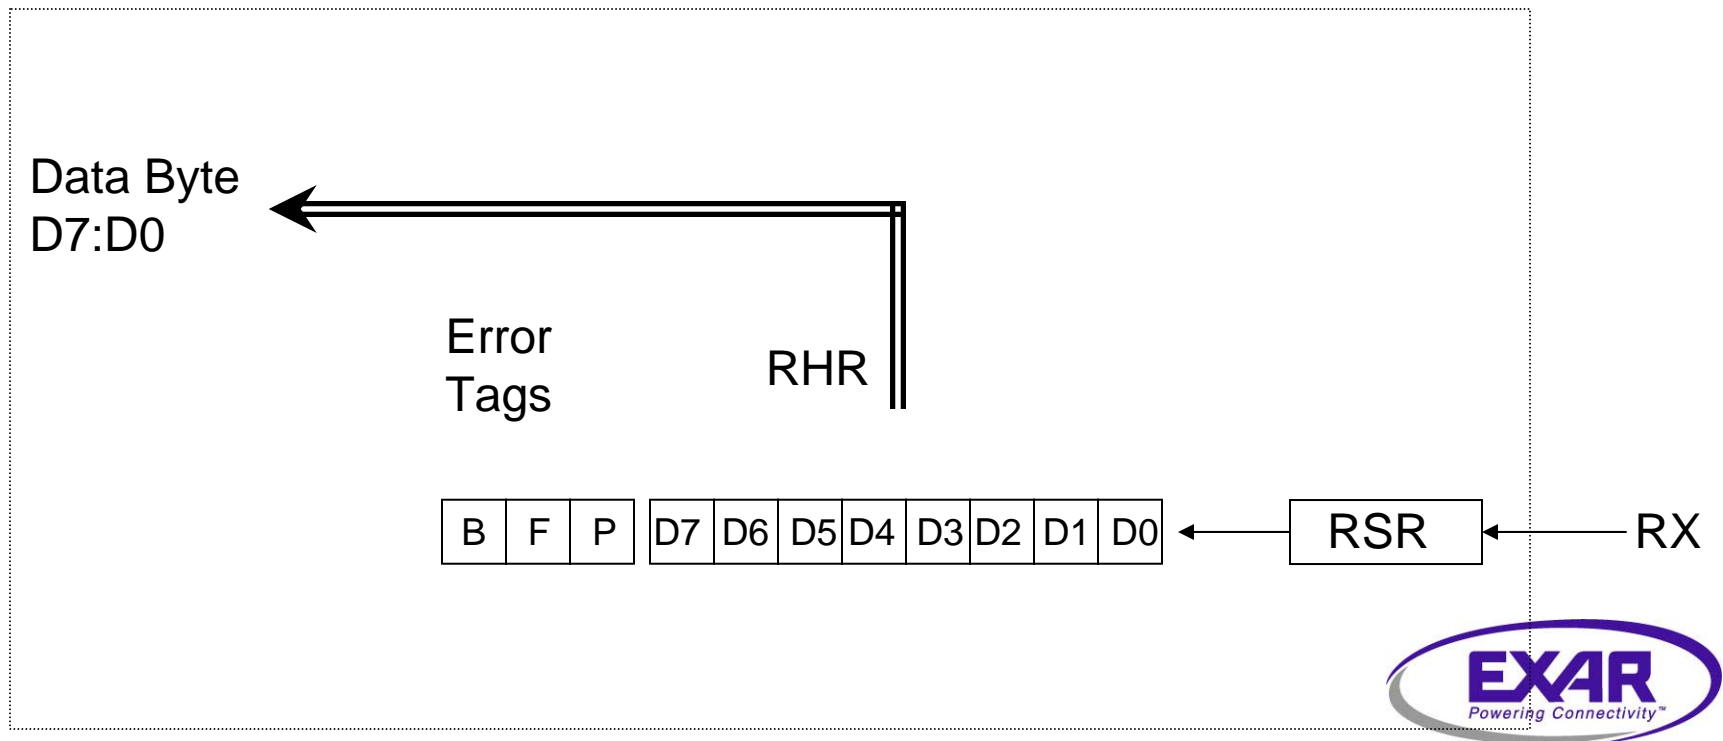 Data Byte
D7:D0
Error
Tags
RHR
B F P D7 D6 D5 D4 D3 D2 D1 D0
RSR
RX
EXAR
Powering Connectivity™